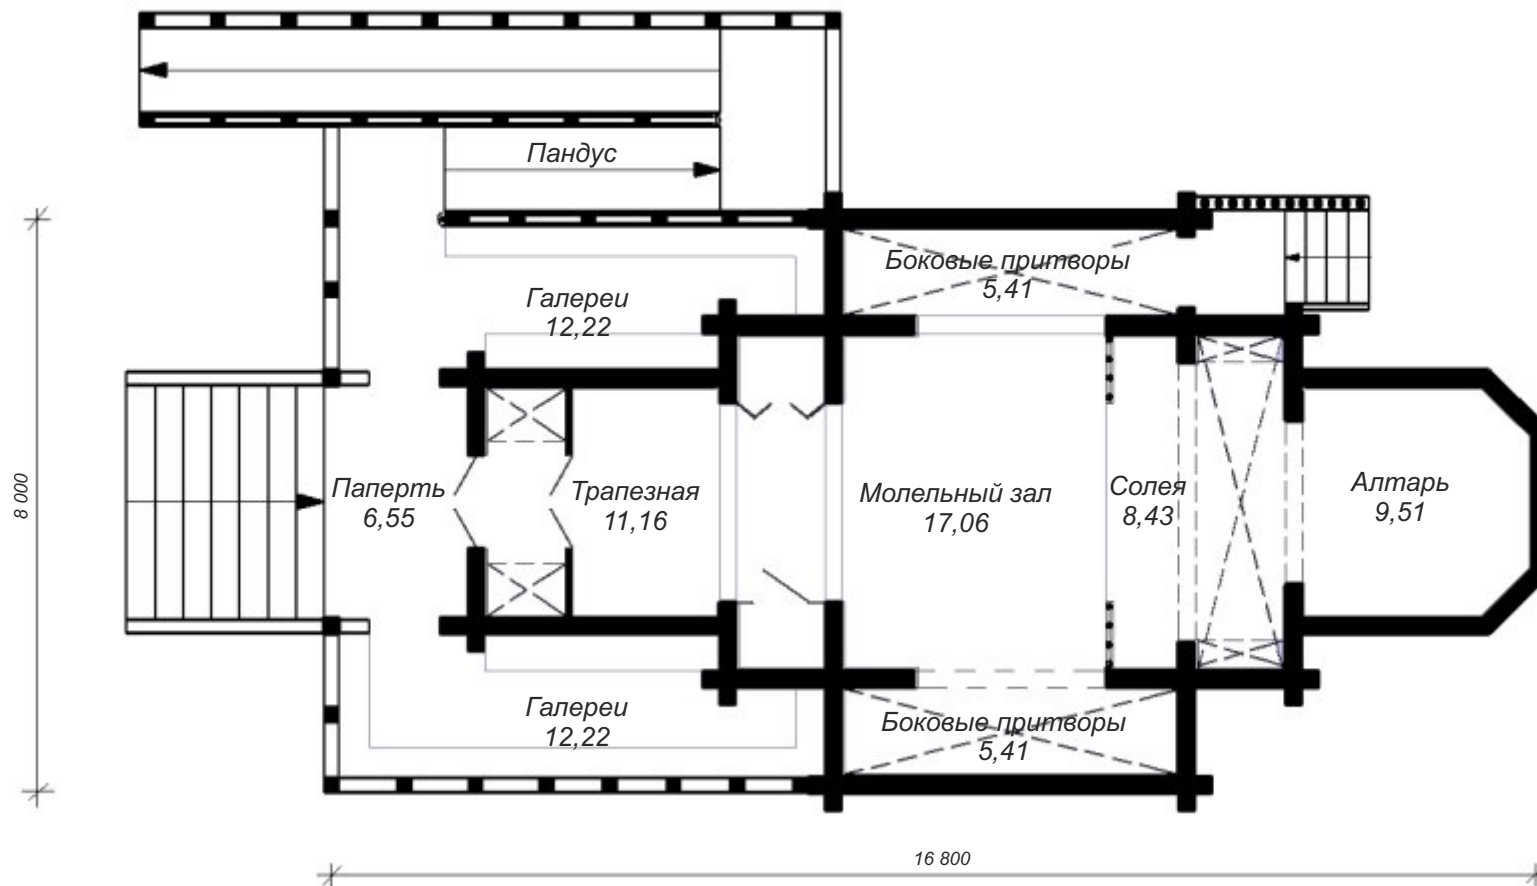 Пандус
Боковые притворы
5,41
Галереи
12,22
8 000
Паперть
6,55
Трапезная
11,16
Молельный зал
17,06
Солея
8,43
Алтарь
9,51
Галереи
12,22
Боковые притворы
5,41
16 800